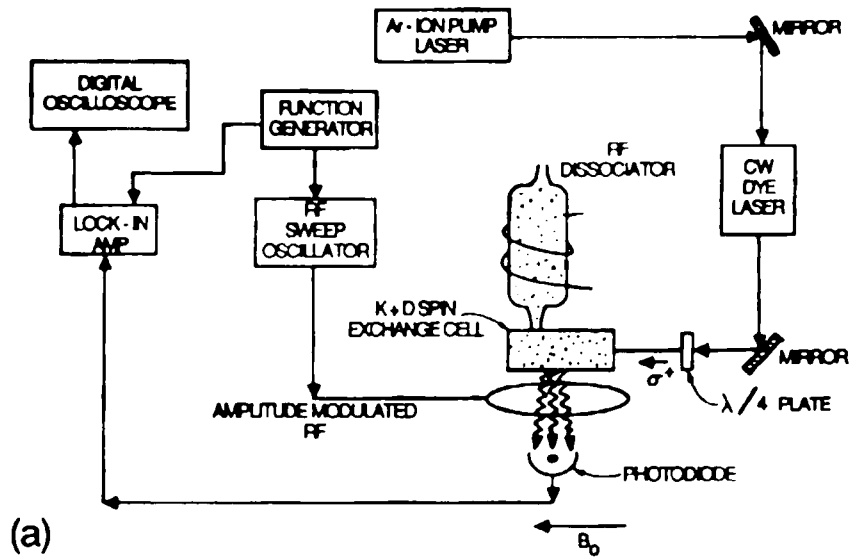 Ar-ION PUMP
LASER
MIRROR
DIGITAL
OSCILLOSCOPE
FUNCTION
GENERATOR
RF
DISSOCIATOR
CW
DYE
LASER
LOCK-IN
AMP
RF
SWEEP
OSCILLATOR
K+D SPIN
EXCHANGE CELL
σ+
MIRROR
λ/4 PLATE
AMPLITUDE MODULATED
RF
PHOTODIODE
(a)
B₀